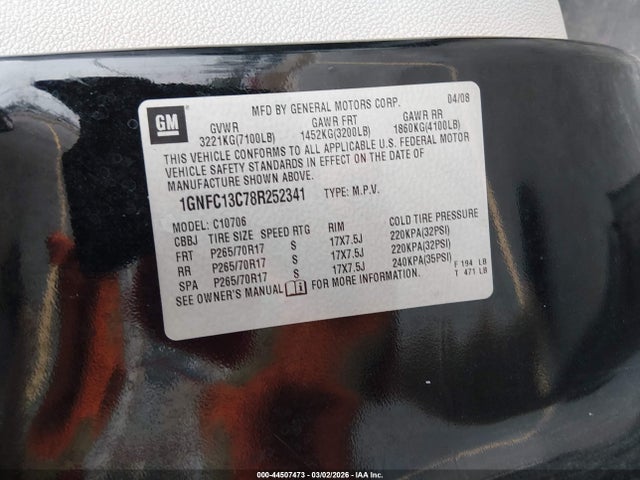 GM
MFD BY GENERAL MOTORS CORP. 04/08
GVWR GAWR FRT GAWR RR
3221KG(7100LB) 1452KG(3200LB) 1860KG(4100LB)
THIS VEHICLE CONFORMS TO ALL APPLICABLE U.S. FEDERAL MOTOR
VEHICLE SAFETY STANDARDS IN EFFECT ON THE DATE OF
MANUFACTURE SHOWN ABOVE.
1GNFC13C78R252341 TYPE: M.P.V.
MODEL: C10706
CBBJ TIRE SIZE SPEED RTG RIM COLD TIRE PRESSURE
FRT P265/70R17 S 17X7.5J 220KPA(32PSI)
RR P265/70R17 S 17X7.5J 220KPA(32PSI)
SPA P265/70R17 S 17X7.5J 240KPA(35PSI) F 194 LB
SEE OWNER'S MANUAL FOR MORE INFORMATION. T 471 LB
000-44507473 - 03/02/2026 - IAA Inc.